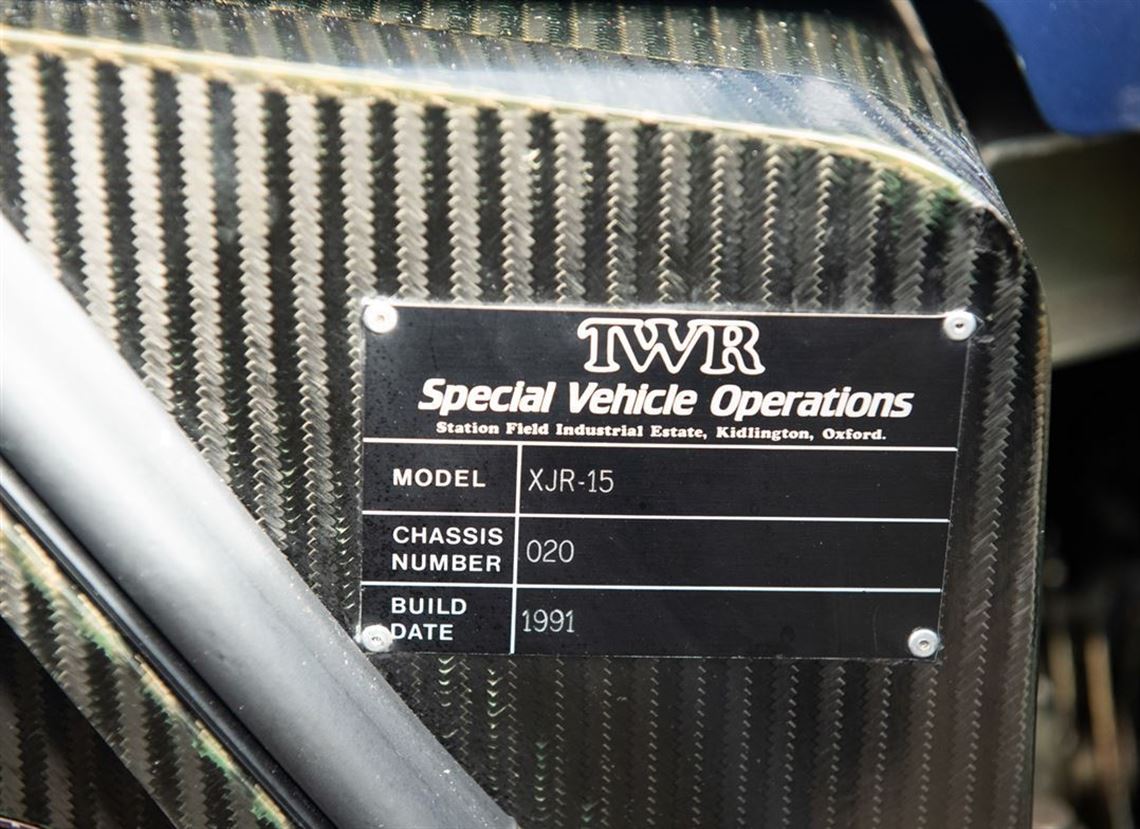 TWR
Special Vehicle Operations
Station Field Industrial Estate, Kidlington, Oxford.
MODEL XJR-15
CHASSIS
NUMBER 020
BUILD
DATE 1991